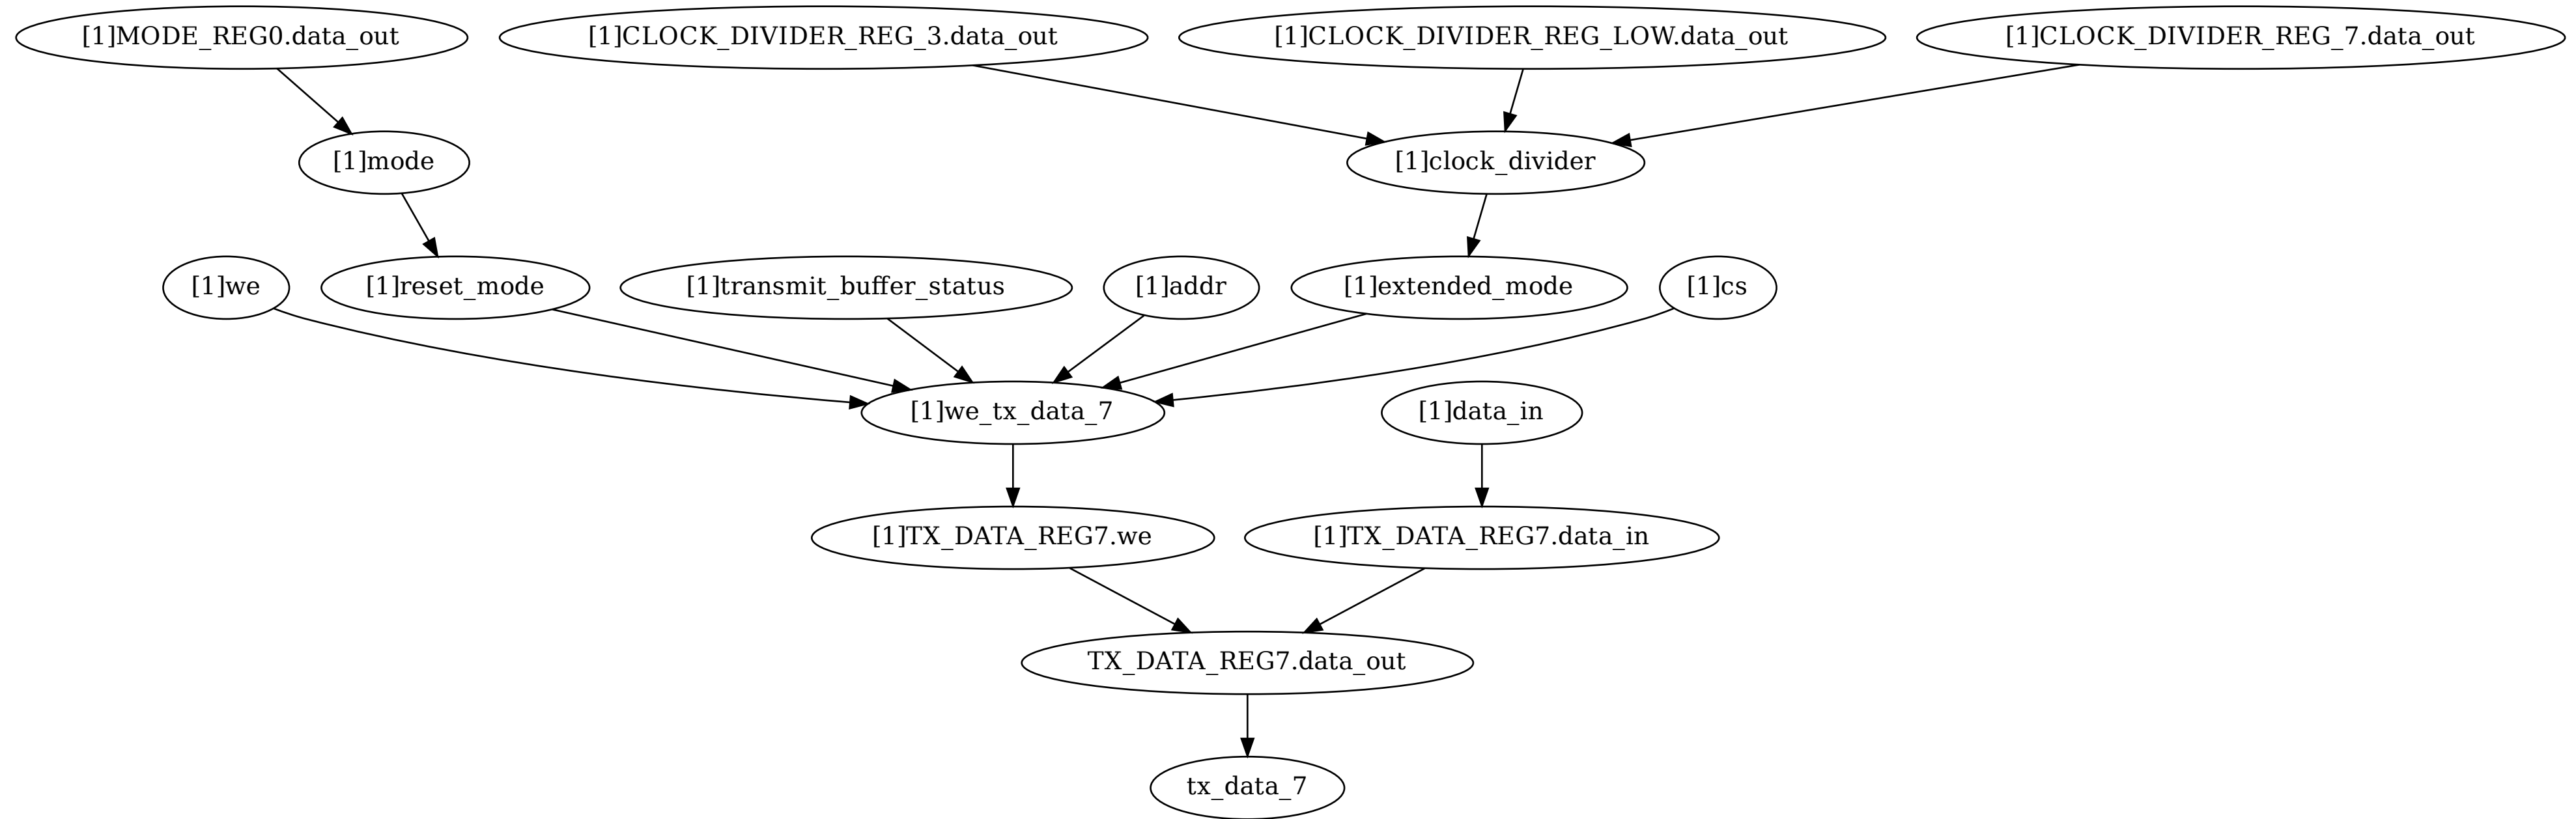 [1]MODE_REG0.data_out
[1]CLOCK_DIVIDER_REG_3.data_out
[1]CLOCK_DIVIDER_REG_LOW.data_out
[1]CLOCK_DIVIDER_REG_7.data_out
[1]mode
[1]clock_divider
[1]we
[1]reset_mode
[1]transmit_buffer_status
[1]addr
[1]extended_mode
[1]cs
[1]we_tx_data_7
[1]data_in
[1]TX_DATA_REG7.we
[1]TX_DATA_REG7.data_in
TX_DATA_REG7.data_out
tx_data_7